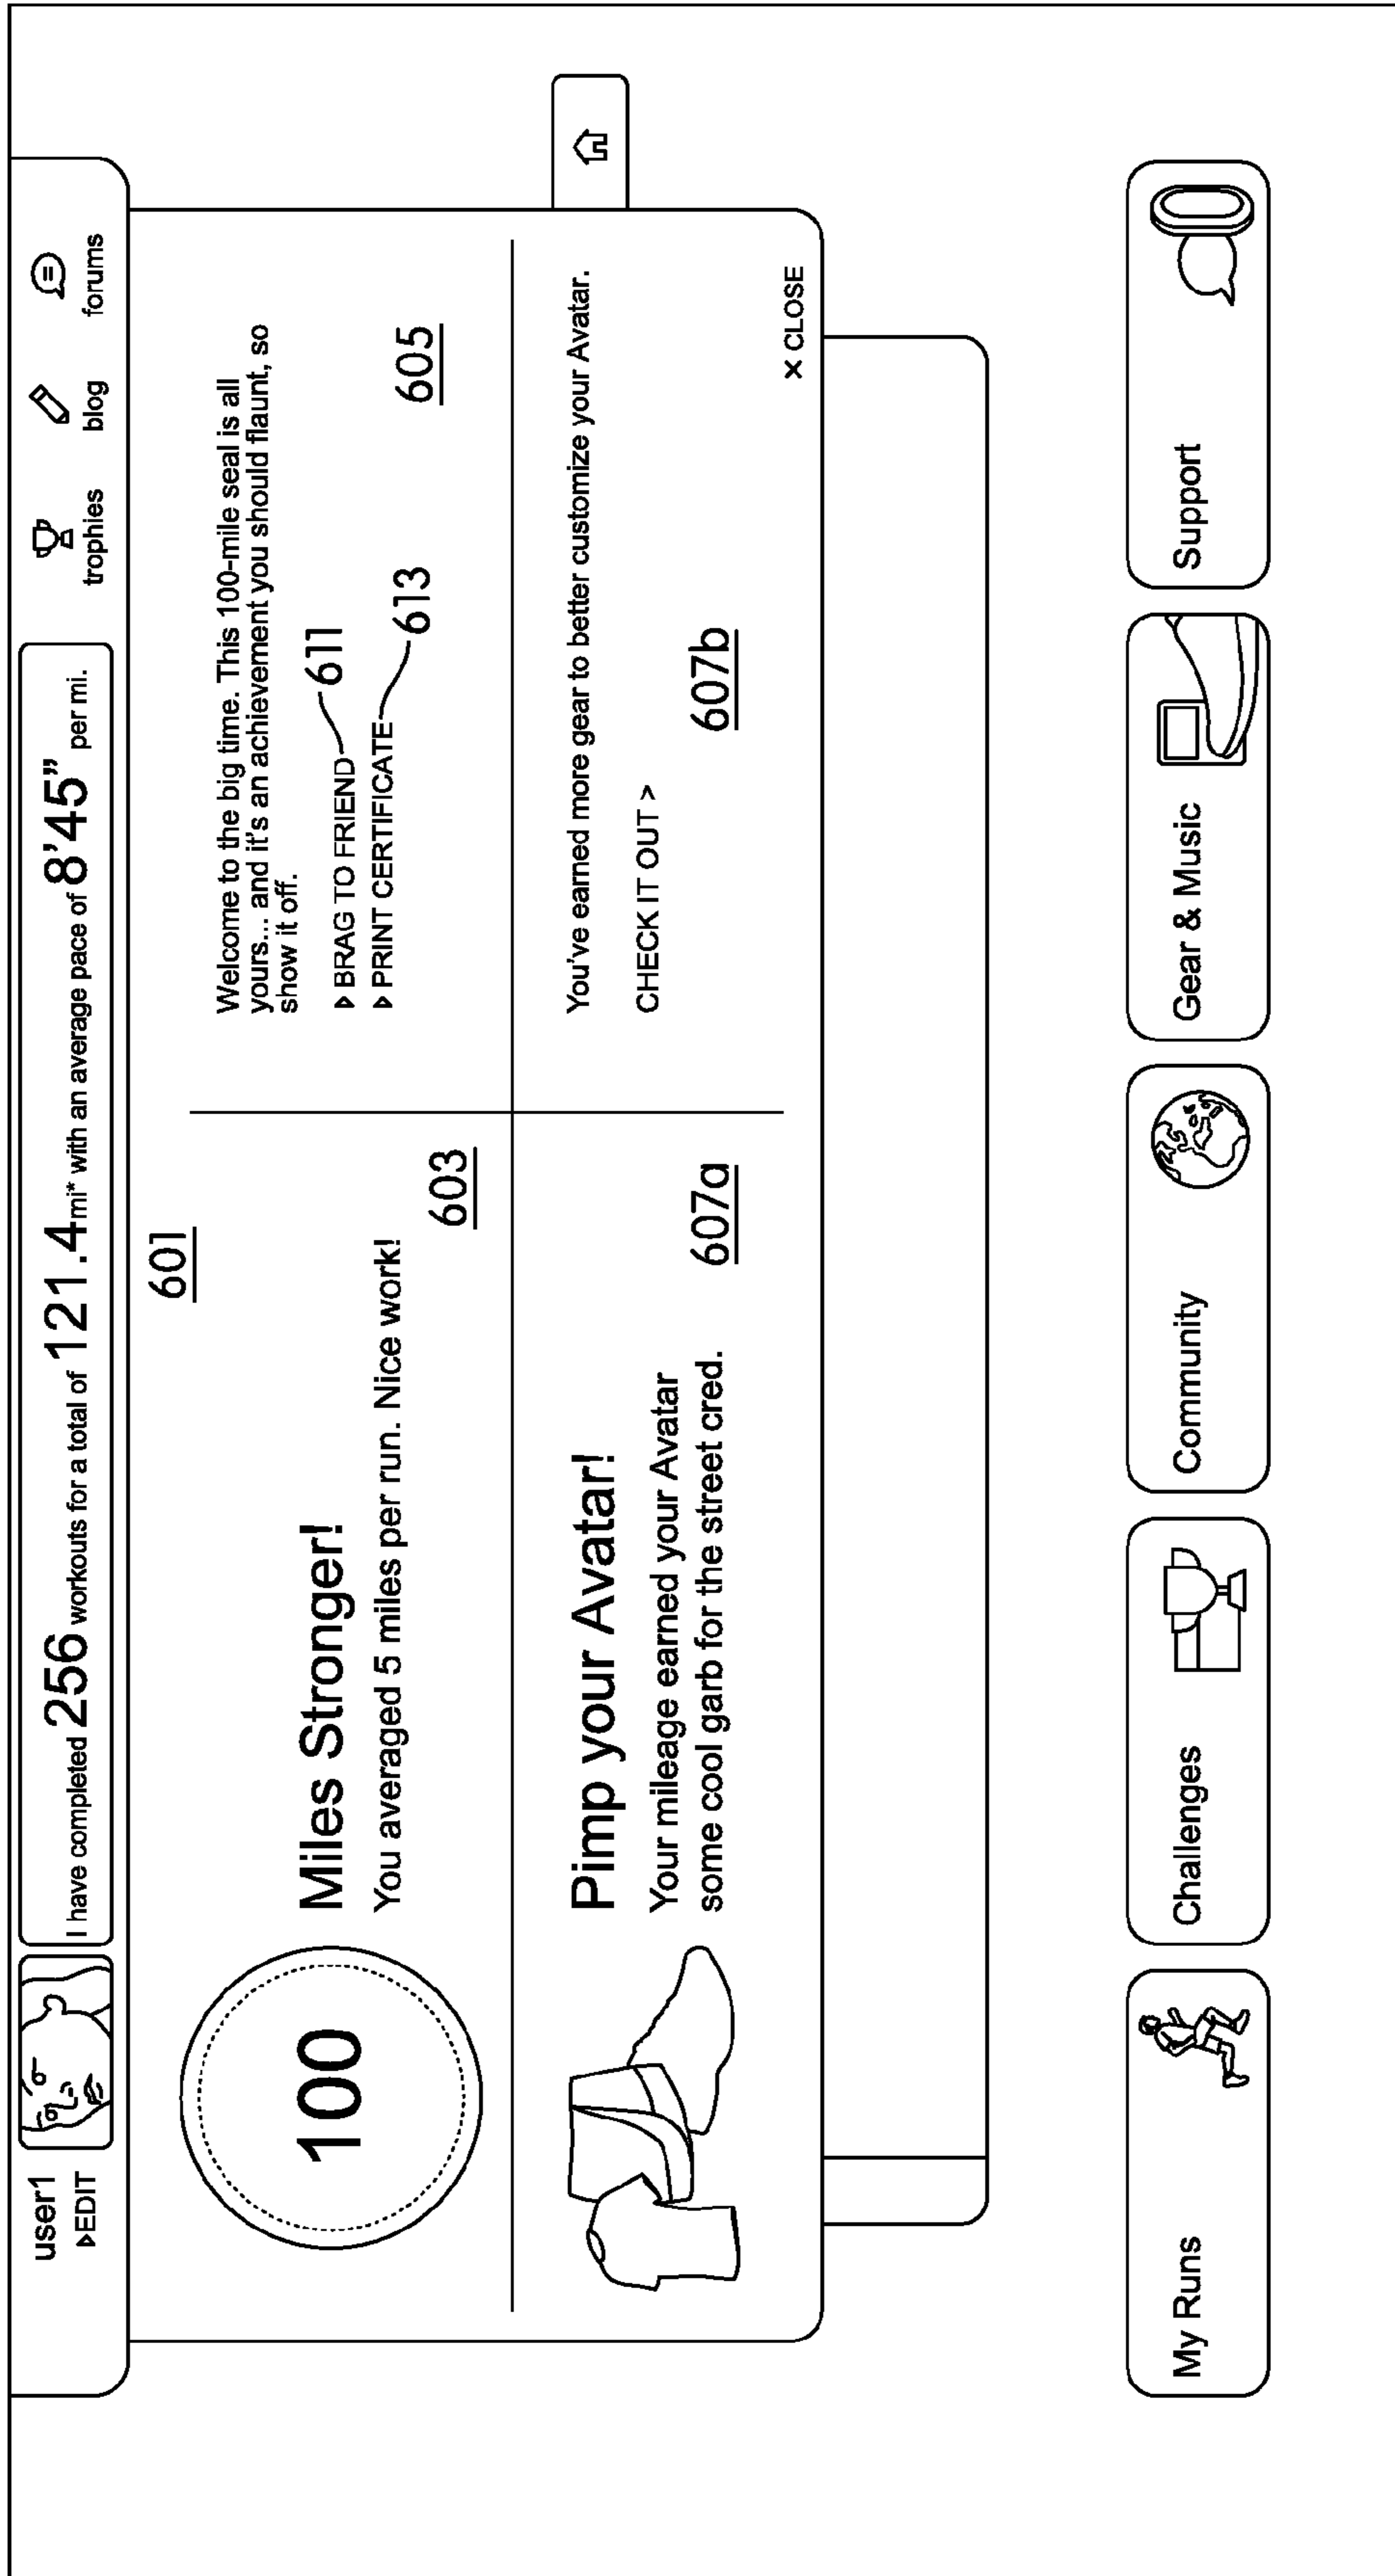 user1
▹EDIT
I have completed 256 workouts for a total of 121.4mi* with an average pace of 8’45” per mi.
trophies
blog
forums
601
100
Miles Stronger!
You averaged 5 miles per run. Nice work!
603
Welcome to the big time. This 100-mile seal is all
yours... and it's an achievement you should flaunt, so
show it off.
▹ BRAG TO FRIEND 611
▹ PRINT CERTIFICATE 613
605
Pimp your Avatar!
Your mileage earned your Avatar
some cool garb for the street cred.
607a
You've earned more gear to better customize your Avatar.
CHECK IT OUT >
607b
× CLOSE
My Runs
Challenges
Community
Gear & Music
Support